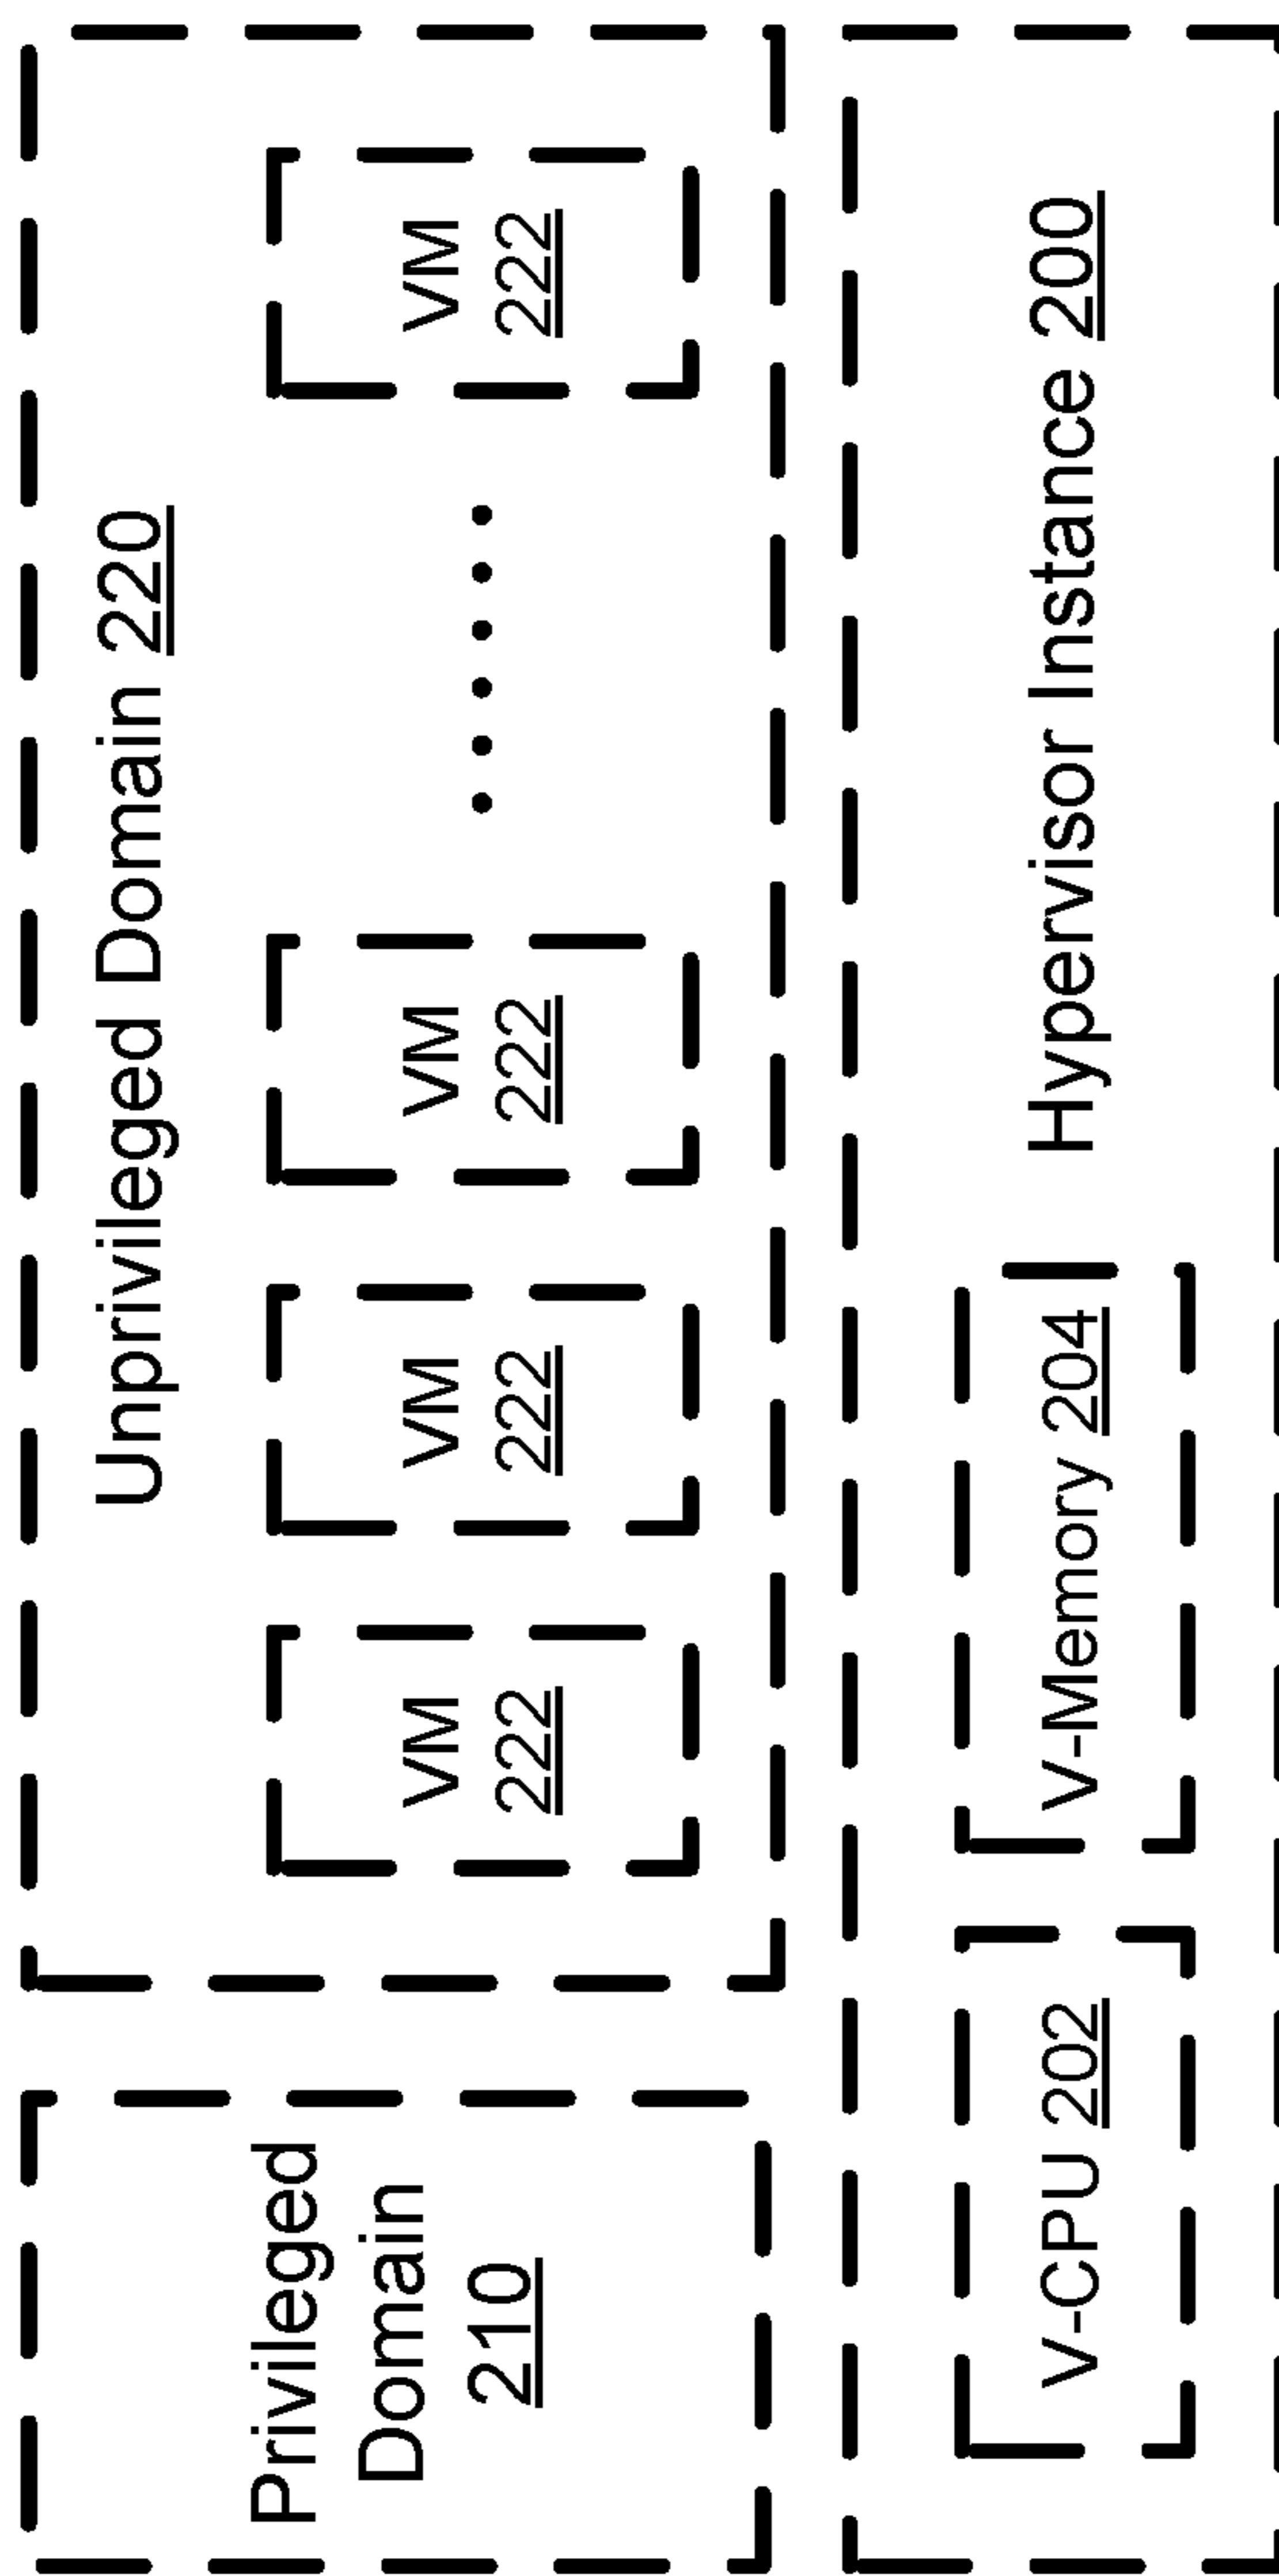 Privileged
Domain
210
Unprivileged Domain 220
VM
222
VM
222
VM
222
VM
222
V-CPU 202
V-Memory 204
Hypervisor Instance 200